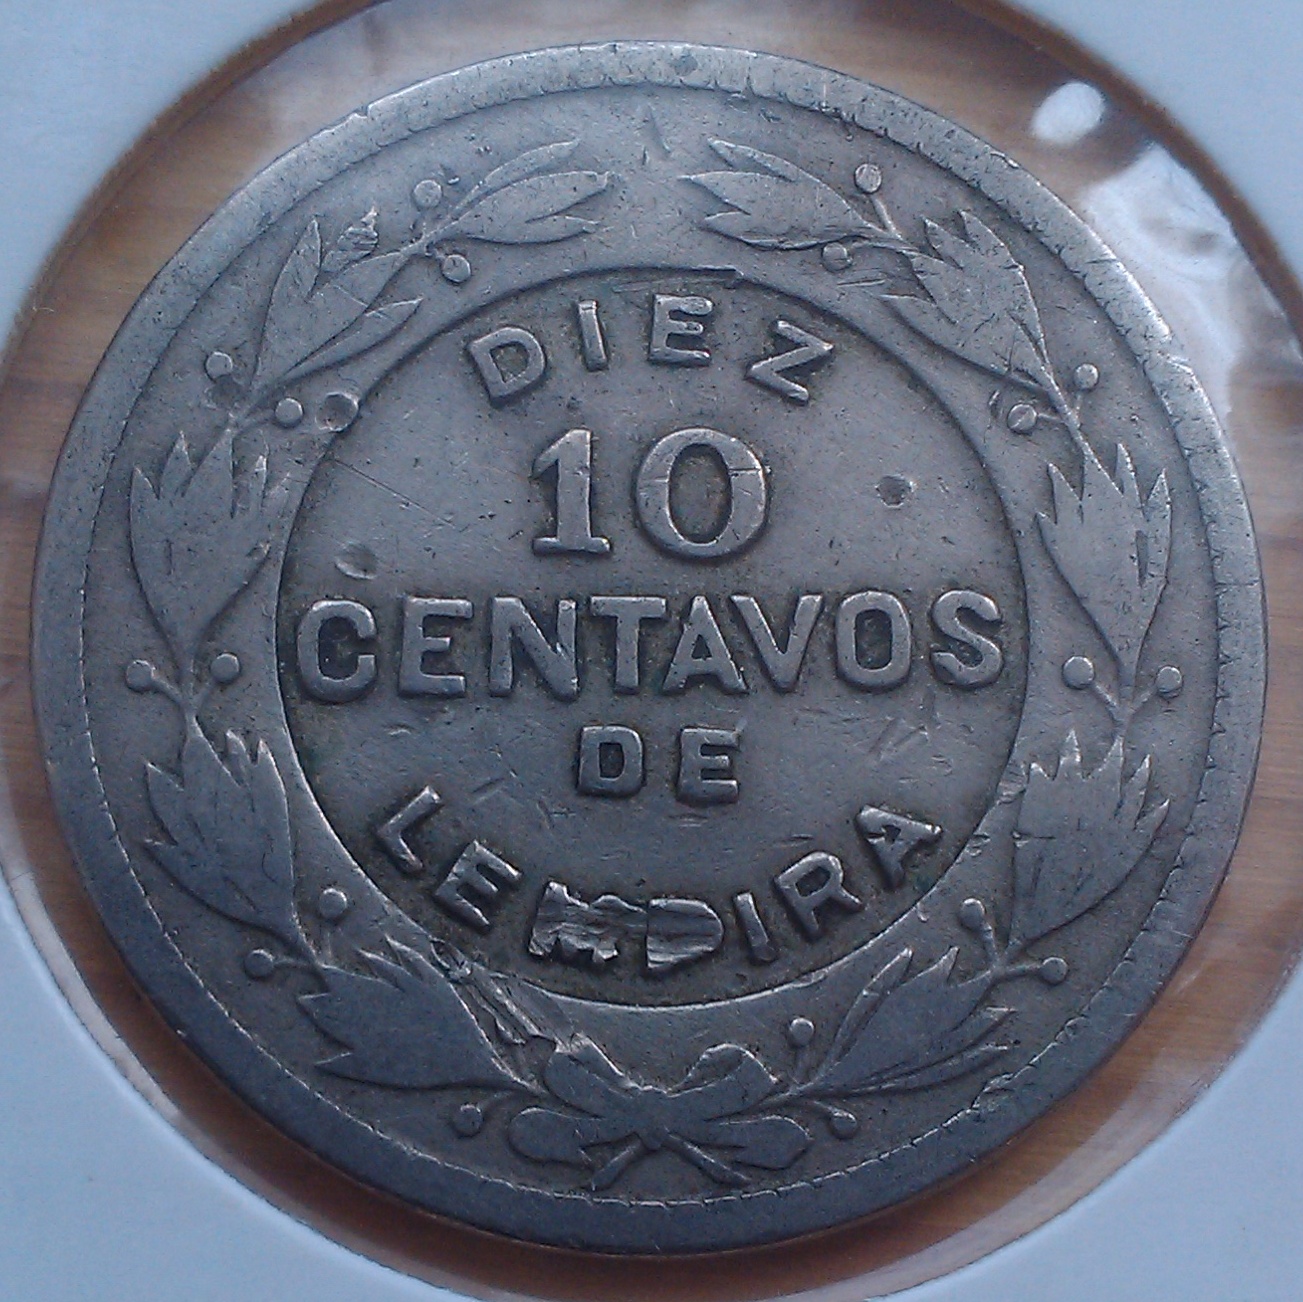 DIEZ
10
CENTAVOS
DE
LEMPIRA